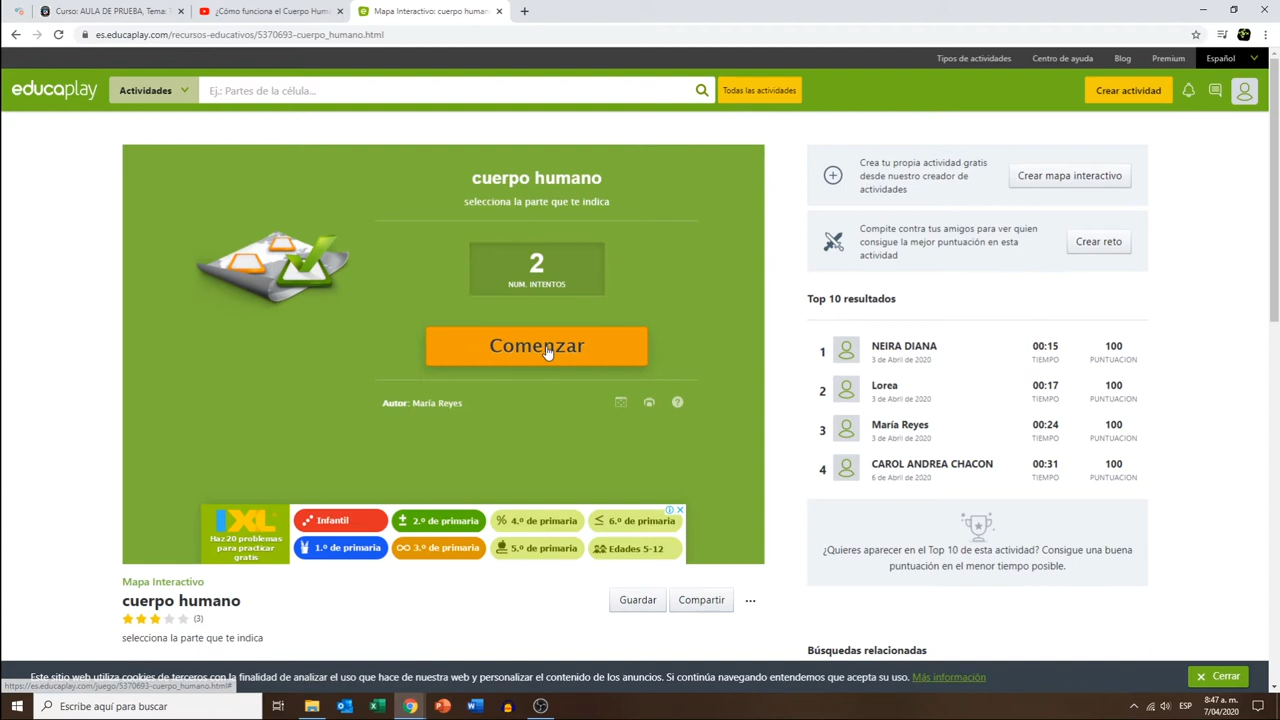 Curso: AULA DE PRUEBA, Tema:
¿Cómo funciona el Cuerpo Hum
Mapa Interactivo: cuerpo human
es.educaplay.com/recursos-educativos/5370693-cuerpo_humano.html
Tipos de actividades
Centro de ayuda
Blog
Premium
Español
educaplay
Actividades
Ej.: Partes de la célula...
Todas las actividades
Crear actividad
cuerpo humano
selecciona la parte que te indica
2
NUM. INTENTOS
Comenzar
Autor: María Reyes
IXL
Haz 20 problemas
para practicar
gratis
Infantil
2.º de primaria
4.º de primaria
6.º de primaria
1.º de primaria
3.º de primaria
5.º de primaria
Edades 5-12
Mapa Interactivo
cuerpo humano
(3)
selecciona la parte que te indica
Guardar
Compartir
Crea tu propia actividad gratis
desde nuestro creador de
actividades
Crear mapa interactivo
Compite contra tus amigos para ver quien
consigue la mejor puntuación en esta
actividad
Crear reto
Top 10 resultados
1 NEIRA DIANA 00:15 100
3 de Abril de 2020 TIEMPO PUNTUACION
2 Lorea 00:17 100
3 de Abril de 2020 TIEMPO PUNTUACION
3 María Reyes 00:24 100
3 de Abril de 2020 TIEMPO PUNTUACION
4 CAROL ANDREA CHACON 00:31 100
6 de Abril de 2020 TIEMPO PUNTUACION
¿Quieres aparecer en el Top 10 de esta actividad? Consigue una buena
puntuación en el menor tiempo posible.
Búsquedas relacionadas
Este sitio web utiliza cookies de terceros con la finalidad de analizar el uso que hace de nuestra web y personalizar el contenido de los anuncios. Si continúa navegando entendemos que acepta su uso. Más información
Cerrar
https://es.educaplay.com/juego/5370693-cuerpo_humano.html#
Escribe aquí para buscar
ESP
8:47 a. m.
7/04/2020